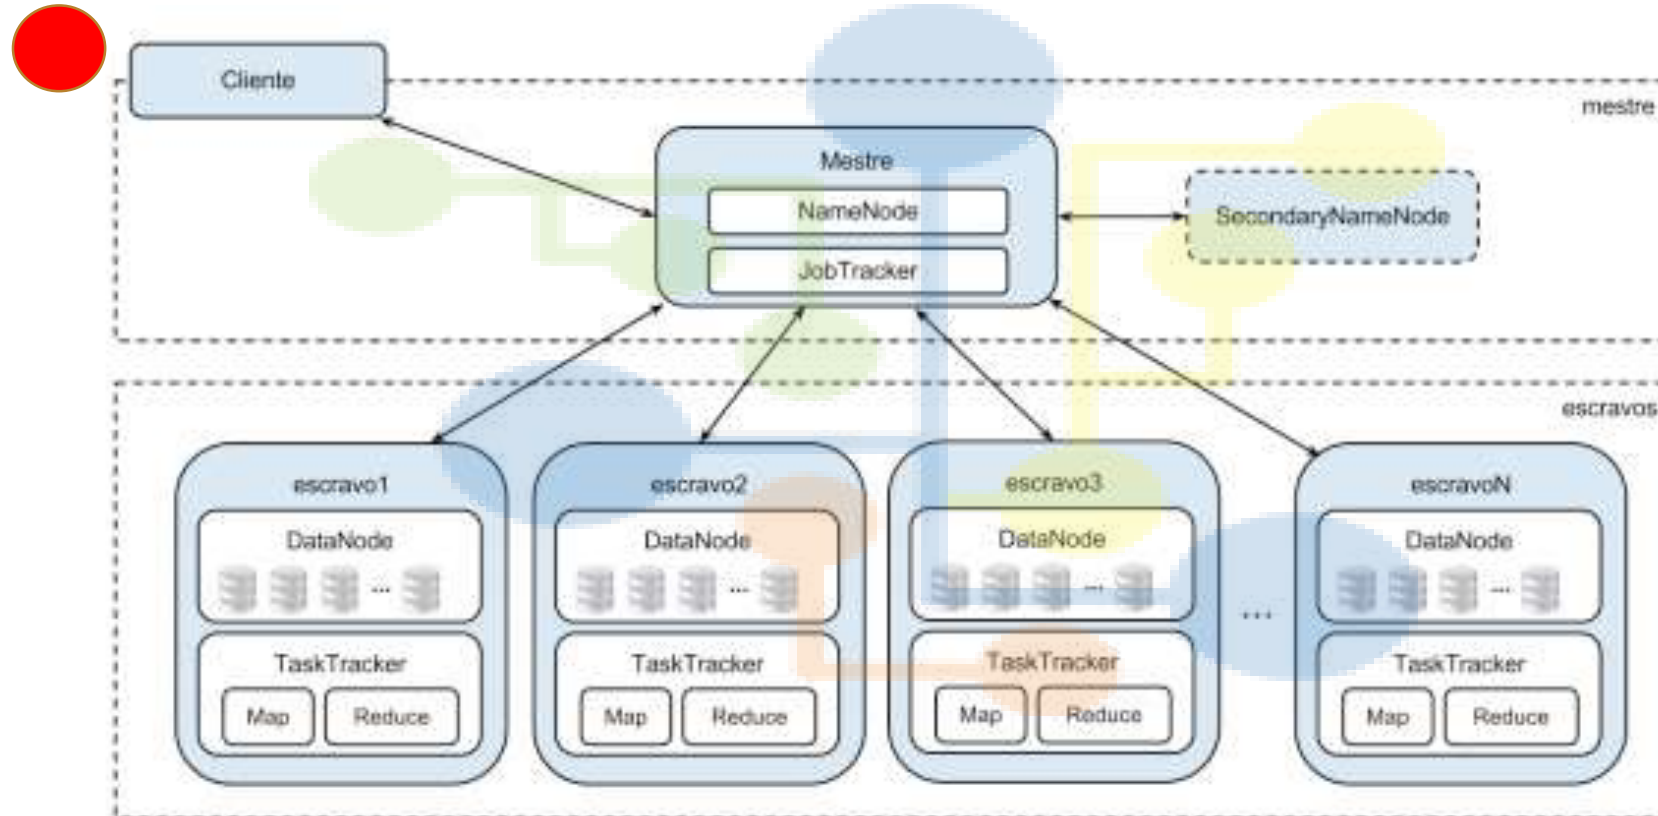 Cliente
mestre
Mestre
NameNode
SecondaryNameNode
JobTracker
escravos
escravo1
DataNode
...
TaskTracker
Map
Reduce
escravo2
DataNode
...
TaskTracker
Map
Reduce
escravo3
DataNode
...
TaskTracker
Map
Reduce
...
escravoN
DataNode
...
TaskTracker
Map
Reduce